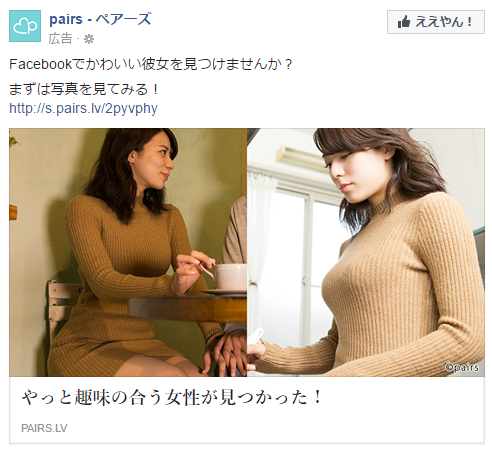 pairs - ペアーズ
広告 ·
ええやん！
Facebookでかわいい彼女を見つけませんか？
まずは写真を見てみる！
http://s.pairs.lv/2pyvphy
©pairs
やっと趣味の合う女性が見つかった！
PAIRS.LV